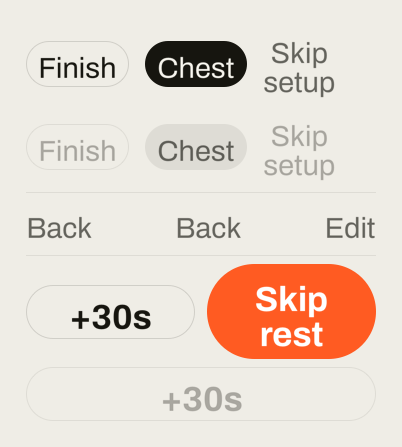 Finish Chest Skip
setup
Finish Chest Skip
setup
Back Back Edit
+30s Skip
rest
+30s